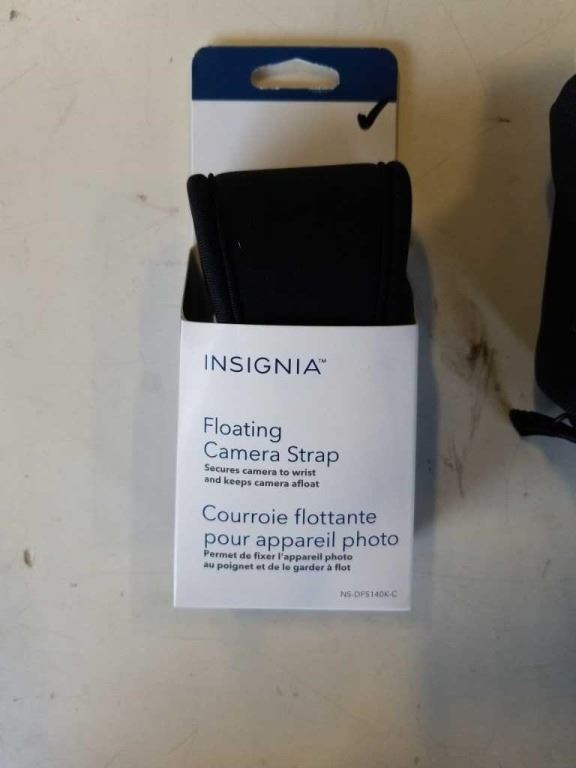 INSIGNIA™
Floating
Camera Strap
Secures camera to wrist
and keeps camera afloat
Courroie flottante
pour appareil photo
Permet de fixer l'appareil photo
au poignet et de le garder à flot
NS-DFS140K-C